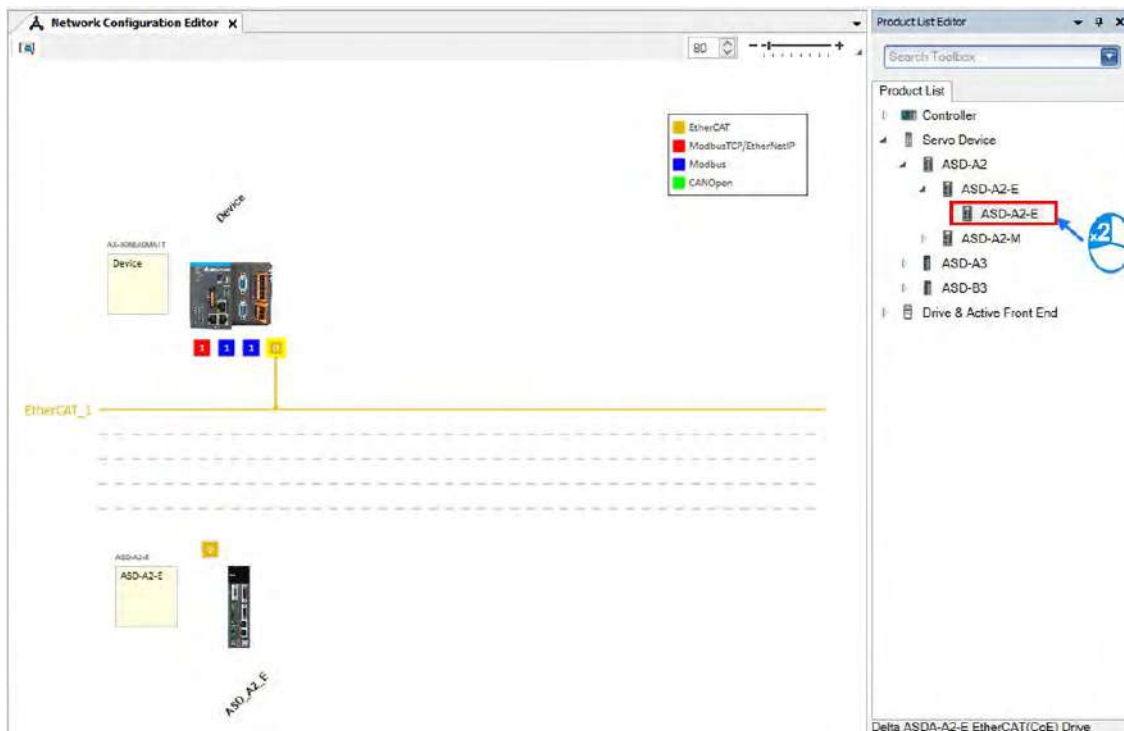 Network Configuration Editor x
80
EtherCAT
ModbusTCP/EtherNetIP
Modbus
CANOpen
Device
Device
1
1
1
EtherCAT_1
ASD-A2-E
ASD-A2-E
ASD_A2_E
Product List Editor
Search Toolbox
Product List
Controller
Servo Device
ASD-A2
ASD-A2-E
ASD-A2-E
x2
ASD-A2-M
ASD-A3
ASD-B3
Drive & Active Front End
Delta ASDA-A2-E EtherCAT(CoE) Drive